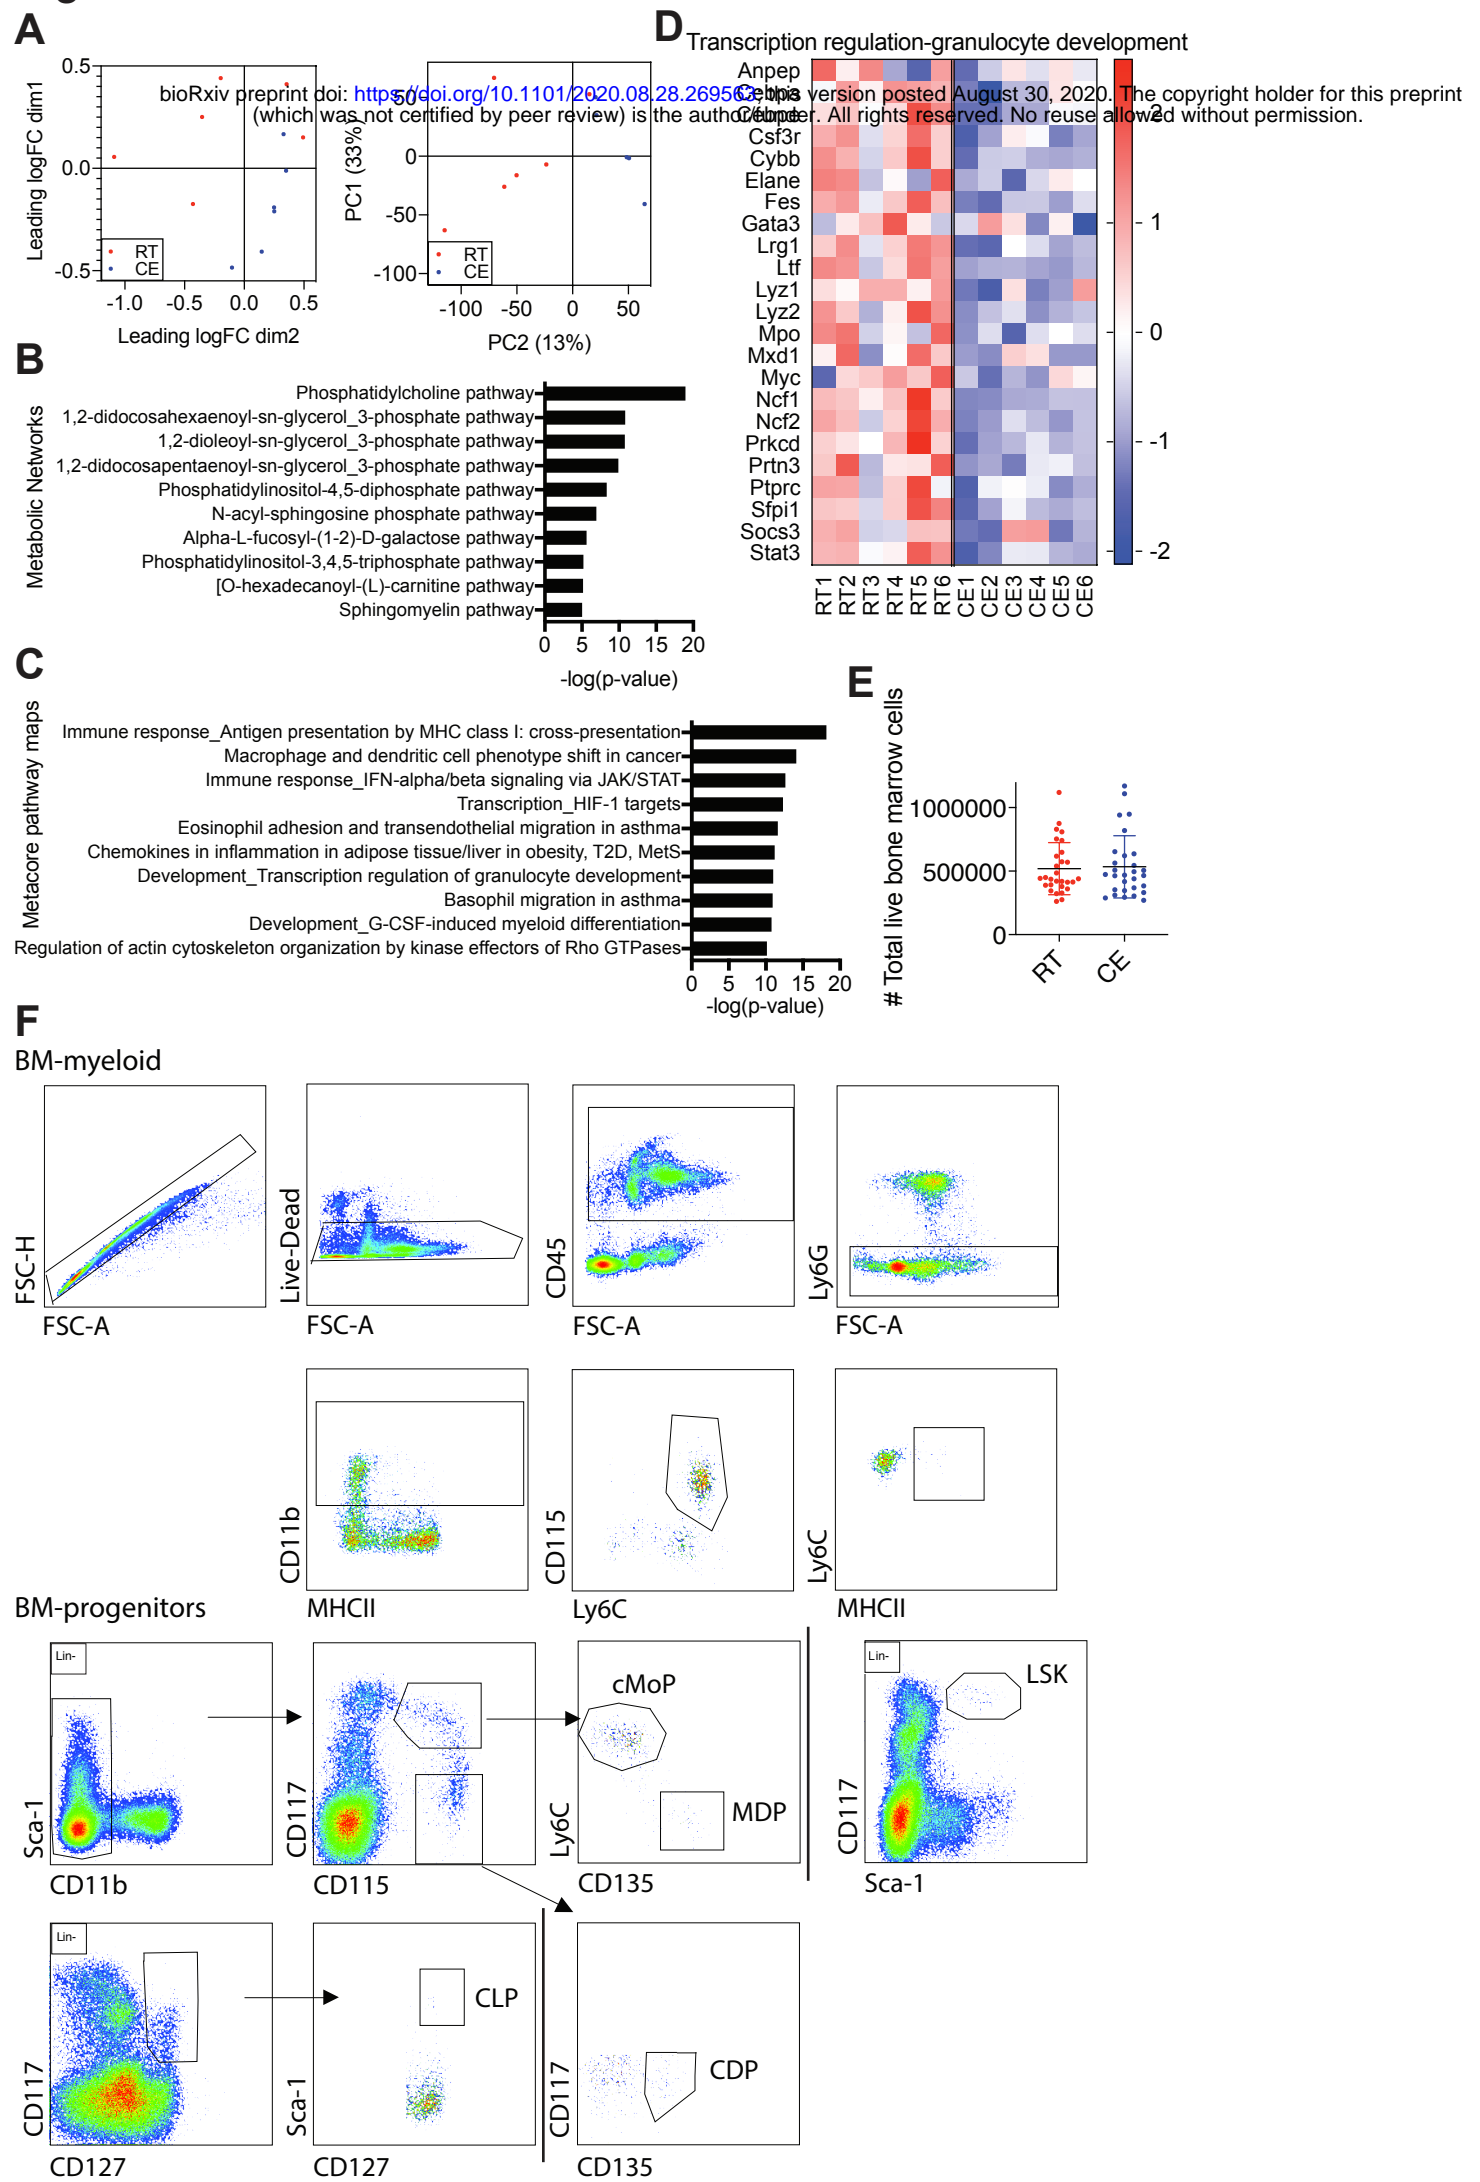 A
0.5
0.0
-0.5
Leading logFC dim1
RT
CE
-1.0 -0.5 0.0 0.5
Leading logFC dim2
50
0
-50
-100
PC1 (33%)
RT
CE
-100 -50 0 50
PC2 (13%)
bioRxiv preprint doi: https://doi.org/10.1101/2020.08.28.269563; this version posted August 30, 2020. The copyright holder for this preprint
(which was not certified by peer review) is the author/funder. All rights reserved. No reuse allowed without permission.
D
Transcription regulation-granulocyte development
Anpep
Cebpa
Cebpe
Csf3r
Cybb
Elane
Fes
Gata3
Lrg1
Ltf
Lyz1
Lyz2
Mpo
Mxd1
Myc
Ncf1
Ncf2
Prkcd
Prtn3
Ptprc
Sfpi1
Socs3
Stat3
RT1 RT2 RT3 RT4 RT5 RT6 CE1 CE2 CE3 CE4 CE5 CE6
2
1
0
-1
-2
B
Metabolic Networks
Phosphatidylcholine pathway
1,2-didocosahexaenoyl-sn-glycerol_3-phosphate pathway
1,2-dioleoyl-sn-glycerol_3-phosphate pathway
1,2-didocosapentaenoyl-sn-glycerol_3-phosphate pathway
Phosphatidylinositol-4,5-diphosphate pathway
N-acyl-sphingosine phosphate pathway
Alpha-L-fucosyl-(1-2)-D-galactose pathway
Phosphatidylinositol-3,4,5-triphosphate pathway
[O-hexadecanoyl-(L)-carnitine pathway
Sphingomyelin pathway
0 5 10 15 20
-log(p-value)
C
Metacore pathway maps
Immune response_Antigen presentation by MHC class I: cross-presentation
Macrophage and dendritic cell phenotype shift in cancer
Immune response_IFN-alpha/beta signaling via JAK/STAT
Transcription_HIF-1 targets
Eosinophil adhesion and transendothelial migration in asthma
Chemokines in inflammation in adipose tissue/liver in obesity, T2D, MetS
Development_Transcription regulation of granulocyte development
Basophil migration in asthma
Development_G-CSF-induced myeloid differentiation
Regulation of actin cytoskeleton organization by kinase effectors of Rho GTPases
0 5 10 15 20
-log(p-value)
E
# Total live bone marrow cells
1000000
500000
0
RT
CE
F
BM-myeloid
FSC-H
FSC-A
Live-Dead
FSC-A
CD45
FSC-A
Ly6G
FSC-A
CD11b
MHCII
CD115
Ly6C
Ly6C
MHCII
BM-progenitors
Lin-
Sca-1
CD11b
CD117
CD115
cMoP
MDP
Ly6C
CD135
Lin-
LSK
CD117
Sca-1
Lin-
CD117
CD127
CLP
Sca-1
CD127
CDP
CD117
CD135